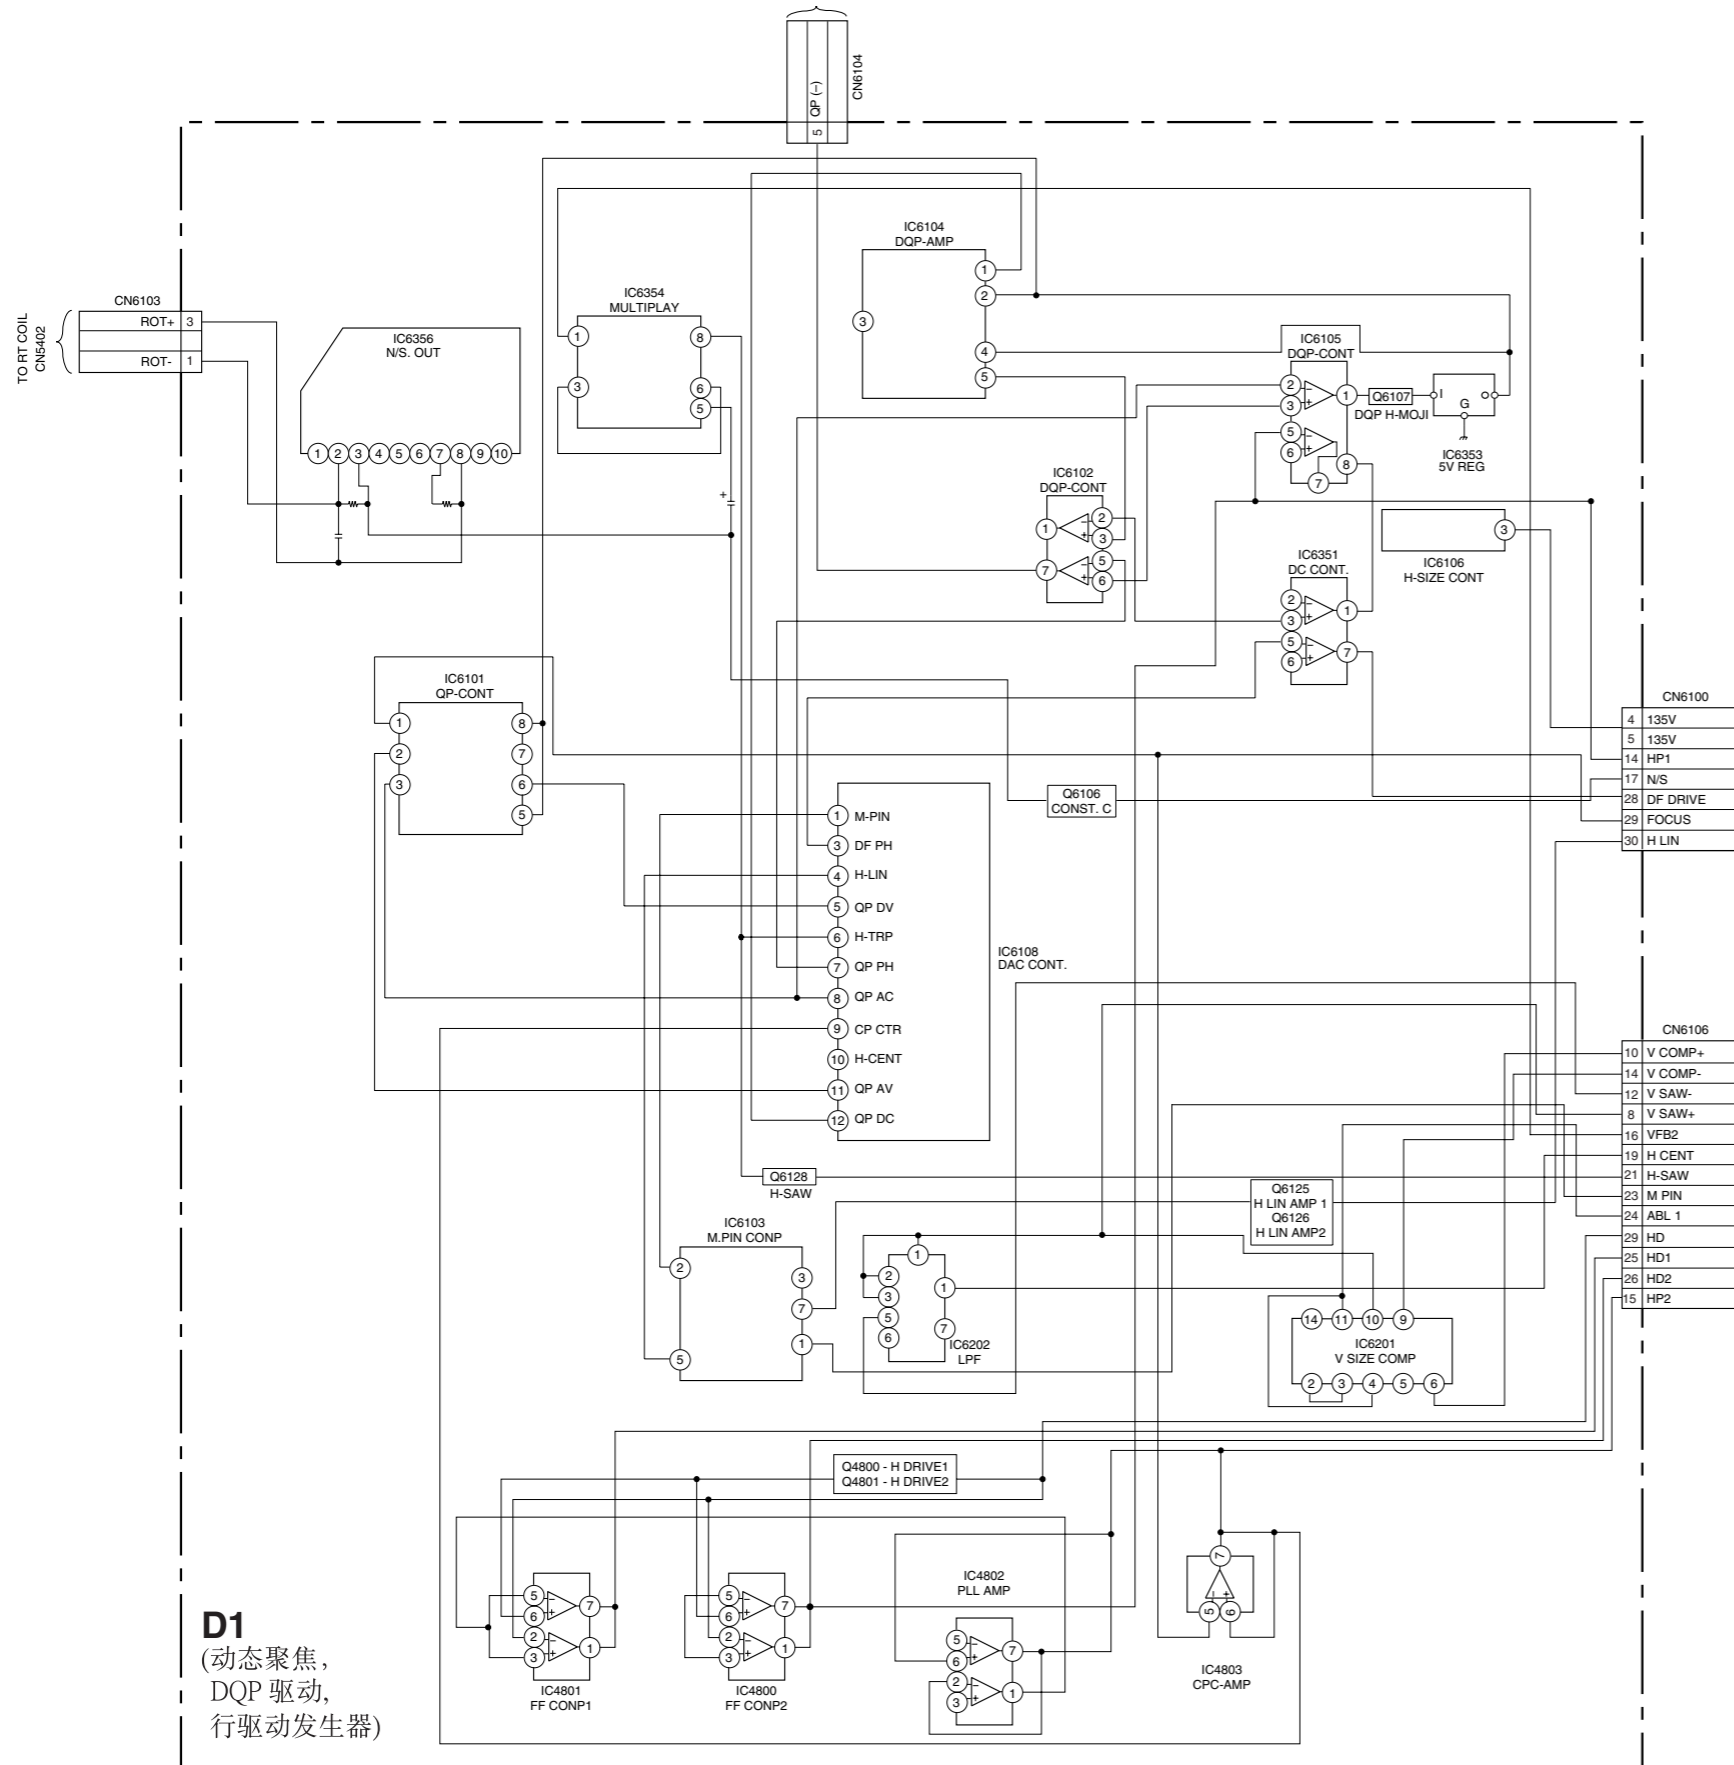 CN6104
QP (–)
5
CN6103
ROT+ 3
ROT- 1
TO RT COIL
CN5402
IC6356
N/S. OUT
1 2 3 4 5 6 7 8 9 10
IC6354
MULTIPLAY
1 8
3 6
5
+
IC6104
DQP-AMP
1
2
3
4
5
IC6105
DQP-CONT
2 – 1
3 +
5 –
6 +
8
7
Q6107
DQP H-MOJI
I G O
IC6353
5V REG
IC6102
DQP-CONT
1 – 2
+ 3
7 – 5
+ 6
3
IC6106
H-SIZE CONT
IC6351
DC CONT.
2 – 1
3 +
5 – 7
6 +
IC6101
QP-CONT
1 8
2 7
3 6
5
CN6100
4 135V
5 135V
14 HP1
17 N/S
28 DF DRIVE
29 FOCUS
30 H LIN
Q6106
CONST. C
1 M-PIN
3 DF PH
4 H-LIN
5 QP DV
6 H-TRP
7 QP PH
8 QP AC
9 CP CTR
10 H-CENT
11 QP AV
12 QP DC
IC6108
DAC CONT.
CN6106
10 V COMP+
14 V COMP-
12 V SAW-
8 V SAW+
16 VFB2
19 H CENT
21 H-SAW
23 M PIN
24 ABL 1
29 HD
25 HD1
26 HD2
15 HP2
Q6128
H-SAW
Q6125
H LIN AMP 1
Q6126
H LIN AMP2
IC6103
M.PIN CONP
2 3
7
5 1
1
2 1
3
5 7
6
IC6202
LPF
14 11 10 9
IC6201
V SIZE COMP
2 3 4 5 6
Q4800 - H DRIVE1
Q4801 - H DRIVE2
5 – 7
6 +
2 – 1
3 +
IC4801
FF CONP1
5 – 7
6 +
2 – 1
3 +
IC4800
FF CONP2
IC4802
PLL AMP
5 – 7
6 +
2 – 1
3 +
7
– +
5 6
IC4803
CPC-AMP
D1
(动态聚焦,
DQP 驱动,
行驱动发生器)